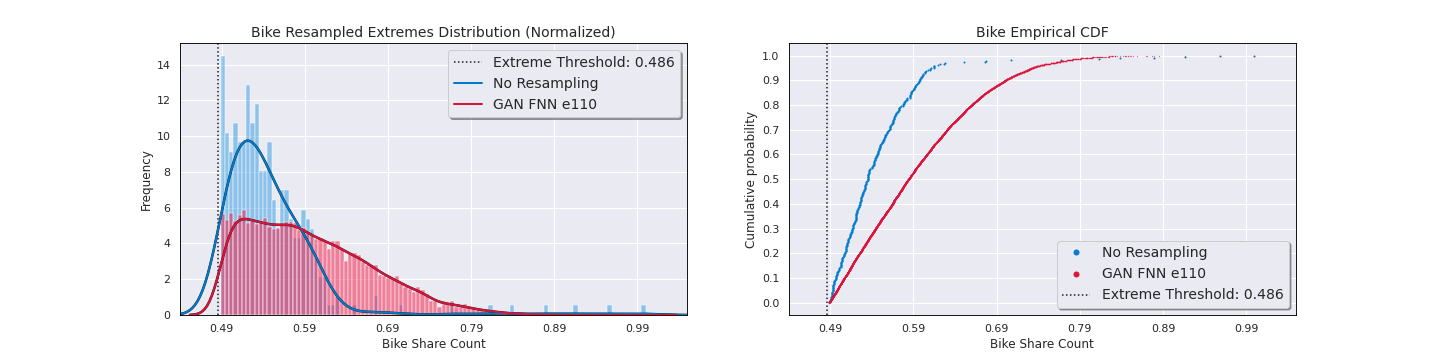 Bike Resampled Extremes Distribution (Normalized)
Extreme Threshold: 0.486
No Resampling
GAN FNN e110
Frequency
14
12
10
8
6
4
2
0
0.49 0.59 0.69 0.79 0.89 0.99
Bike Share Count
Bike Empirical CDF
Cumulative probability
1.0
0.9
0.8
0.7
0.6
0.5
0.4
0.3
0.2
0.1
0.0
No Resampling
GAN FNN e110
Extreme Threshold: 0.486
0.49 0.59 0.69 0.79 0.89 0.99
Bike Share Count